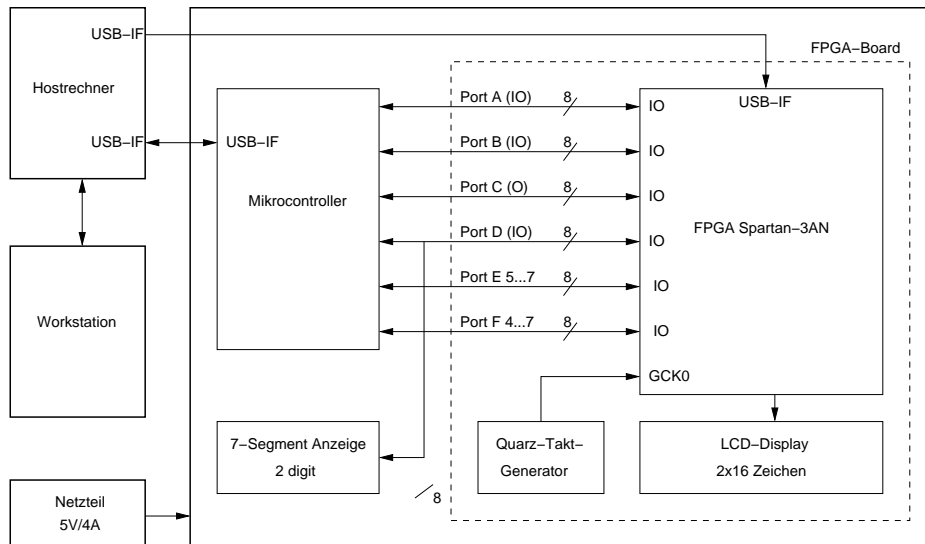 USB−IF
FPGA−Board
Hostrechner
USB−IF
USB−IF
USB−IF
Port A (IO) 8 IO
Port B (IO) 8 IO
Port C (O) 8 IO
Mikrocontroller
FPGA Spartan−3AN
Port D (IO) 8 IO
Port E 5...7 8 IO
Port F 4...7 8 IO
Workstation
GCK0
7−Segment Anzeige
2 digit
8
Quarz−Takt−
Generator
LCD−Display
2x16 Zeichen
Netzteil
5V/4A